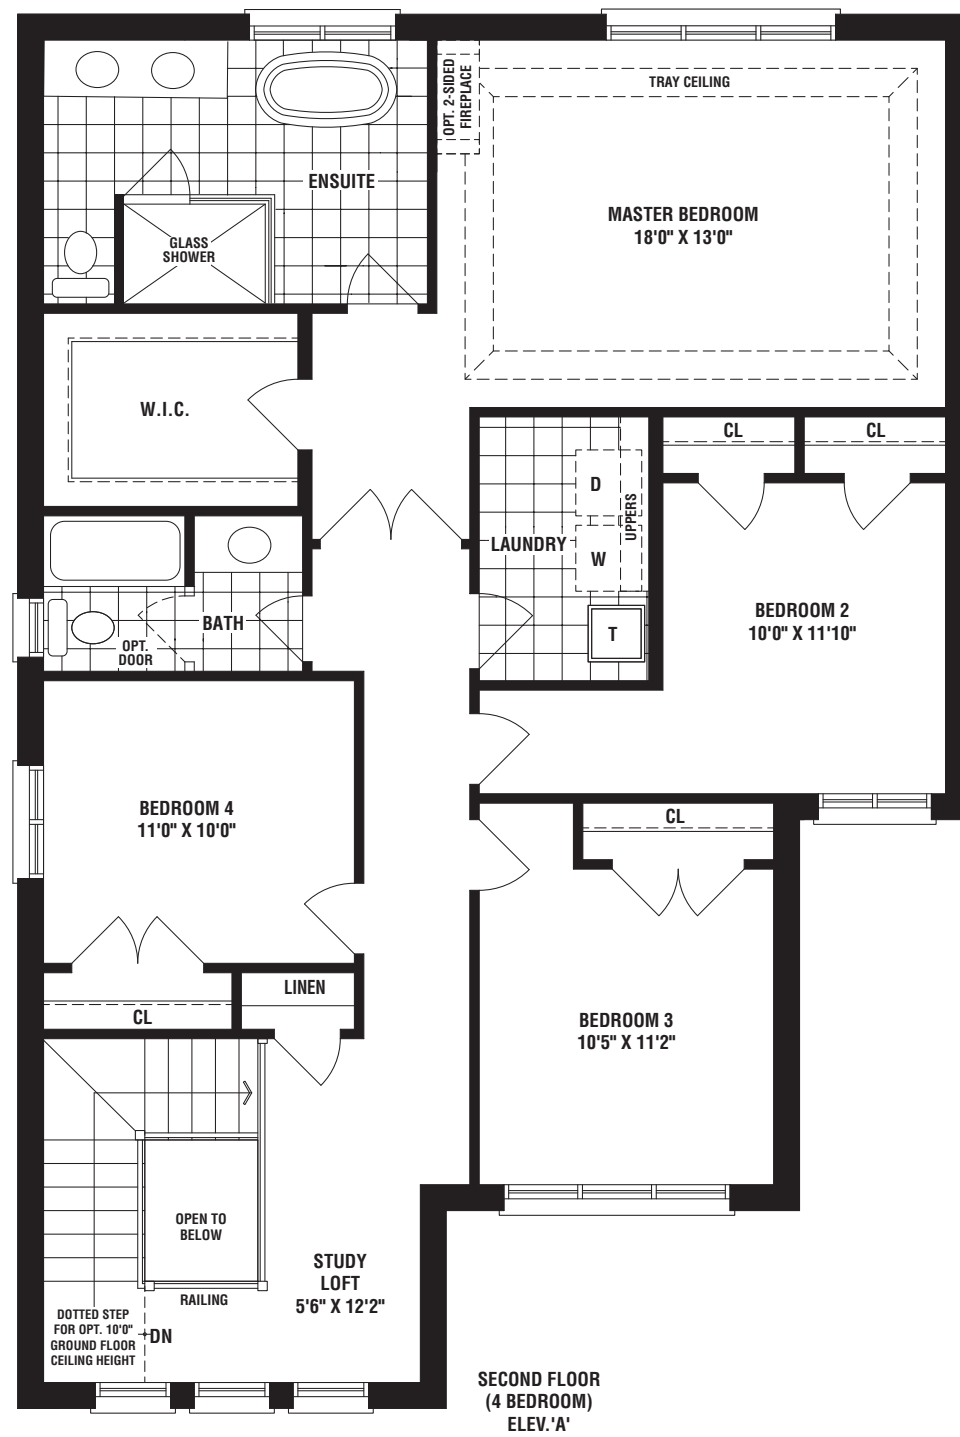 OPT. 2-SIDED
FIREPLACE
TRAY CEILING
ENSUITE
MASTER BEDROOM
18'0" X 13'0"
GLASS
SHOWER
W.I.C.
CL
CL
D
UPPERS
LAUNDRY
W
BATH
OPT.
DOOR
T
BEDROOM 2
10'0" X 11'10"
BEDROOM 4
11'0" X 10'0"
CL
LINEN
CL
BEDROOM 3
10'5" X 11'2"
OPEN TO
BELOW
STUDY
LOFT
5'6" X 12'2"
RAILING
DOTTED STEP
FOR OPT. 10'0"
GROUND FLOOR
CEILING HEIGHT
DN
SECOND FLOOR
(4 BEDROOM)
ELEV.'A'